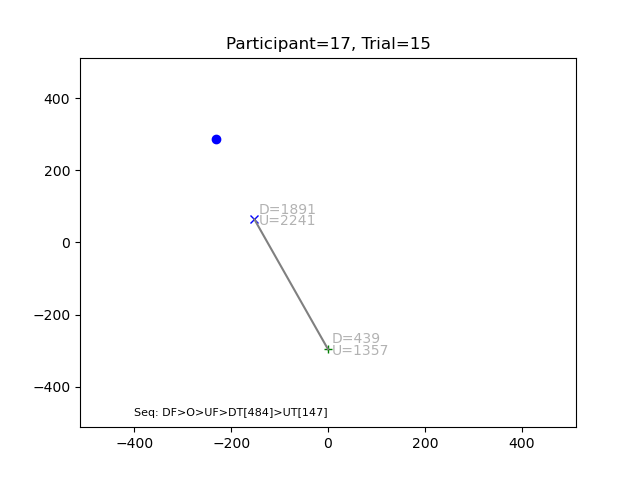 Participant=17, Trial=15
400
200
0
−200
−400
D=1891
U=2241
D=439
U=1357
Seq: DF>O>UF>DT[484]>UT[147]
−400
−200
0
200
400